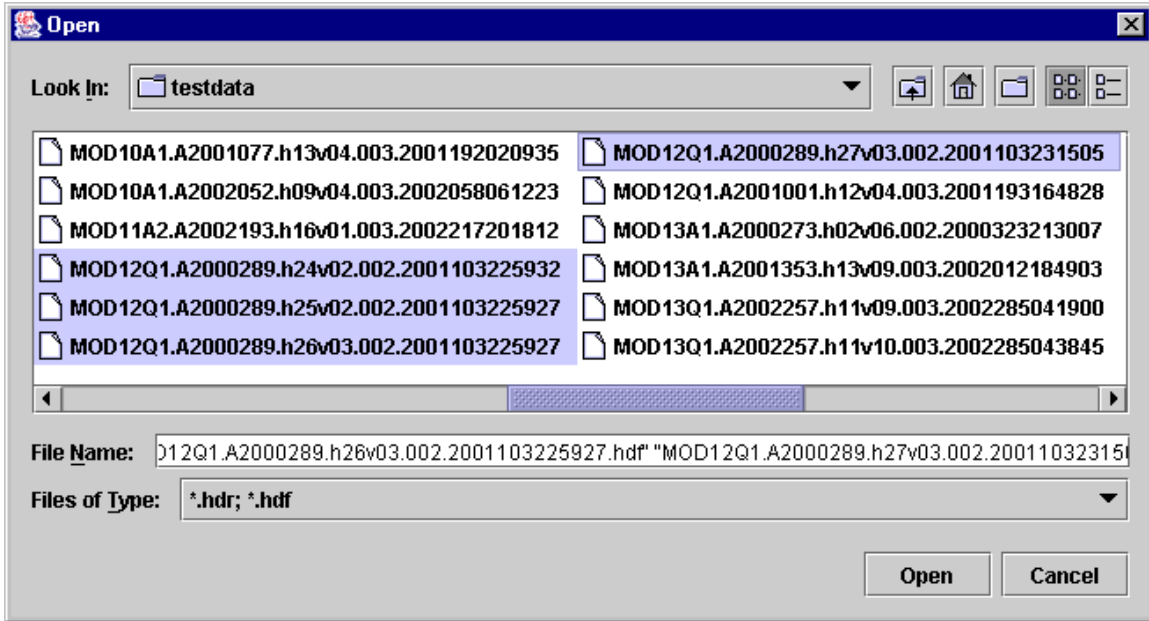 Open
Look In: testdata
MOD10A1.A2001077.h13v04.003.2001192020935
MOD10A1.A2002052.h09v04.003.2002058061223
MOD11A2.A2002193.h16v01.003.2002217201812
MOD12Q1.A2000289.h24v02.002.2001103225932
MOD12Q1.A2000289.h25v02.002.2001103225927
MOD12Q1.A2000289.h26v03.002.2001103225927
MOD12Q1.A2000289.h27v03.002.2001103231505
MOD12Q1.A2001001.h12v04.003.2001193164828
MOD13A1.A2000273.h02v06.002.2000323213007
MOD13A1.A2001353.h13v09.003.2002012184903
MOD13Q1.A2002257.h11v09.003.2002285041900
MOD13Q1.A2002257.h11v10.003.2002285043845
File Name: D12Q1.A2000289.h26v03.002.2001103225927.hdf" "MOD12Q1.A2000289.h27v03.002.200110323150
Files of Type: *.hdr; *.hdf
Open Cancel